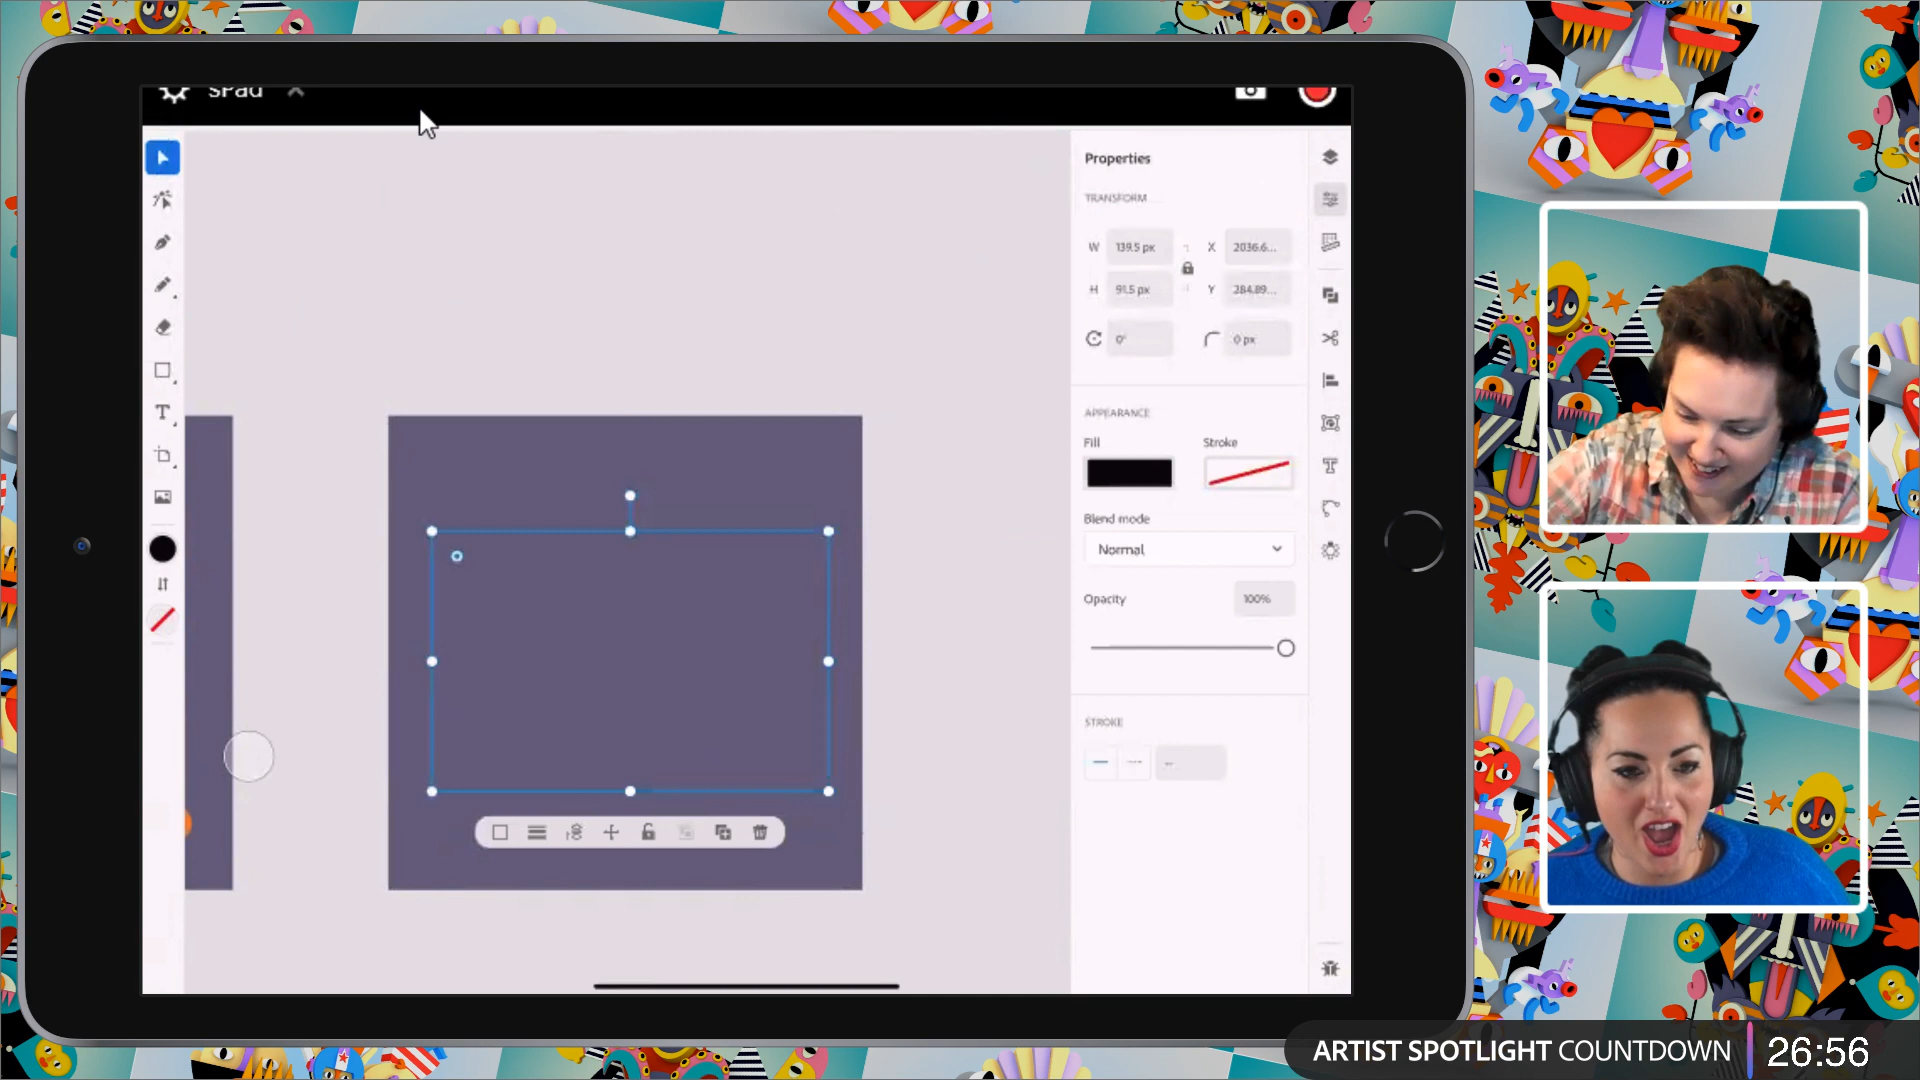 sPad
Properties
TRANSFORM
W 139.5 px X 2036.6...
H 91.5 px Y 284.89...
0° 0 px
APPEARANCE
Fill Stroke
Blend mode
Normal
Opacity 100%
STROKE
--
ARTIST SPOTLIGHT COUNTDOWN 26:56